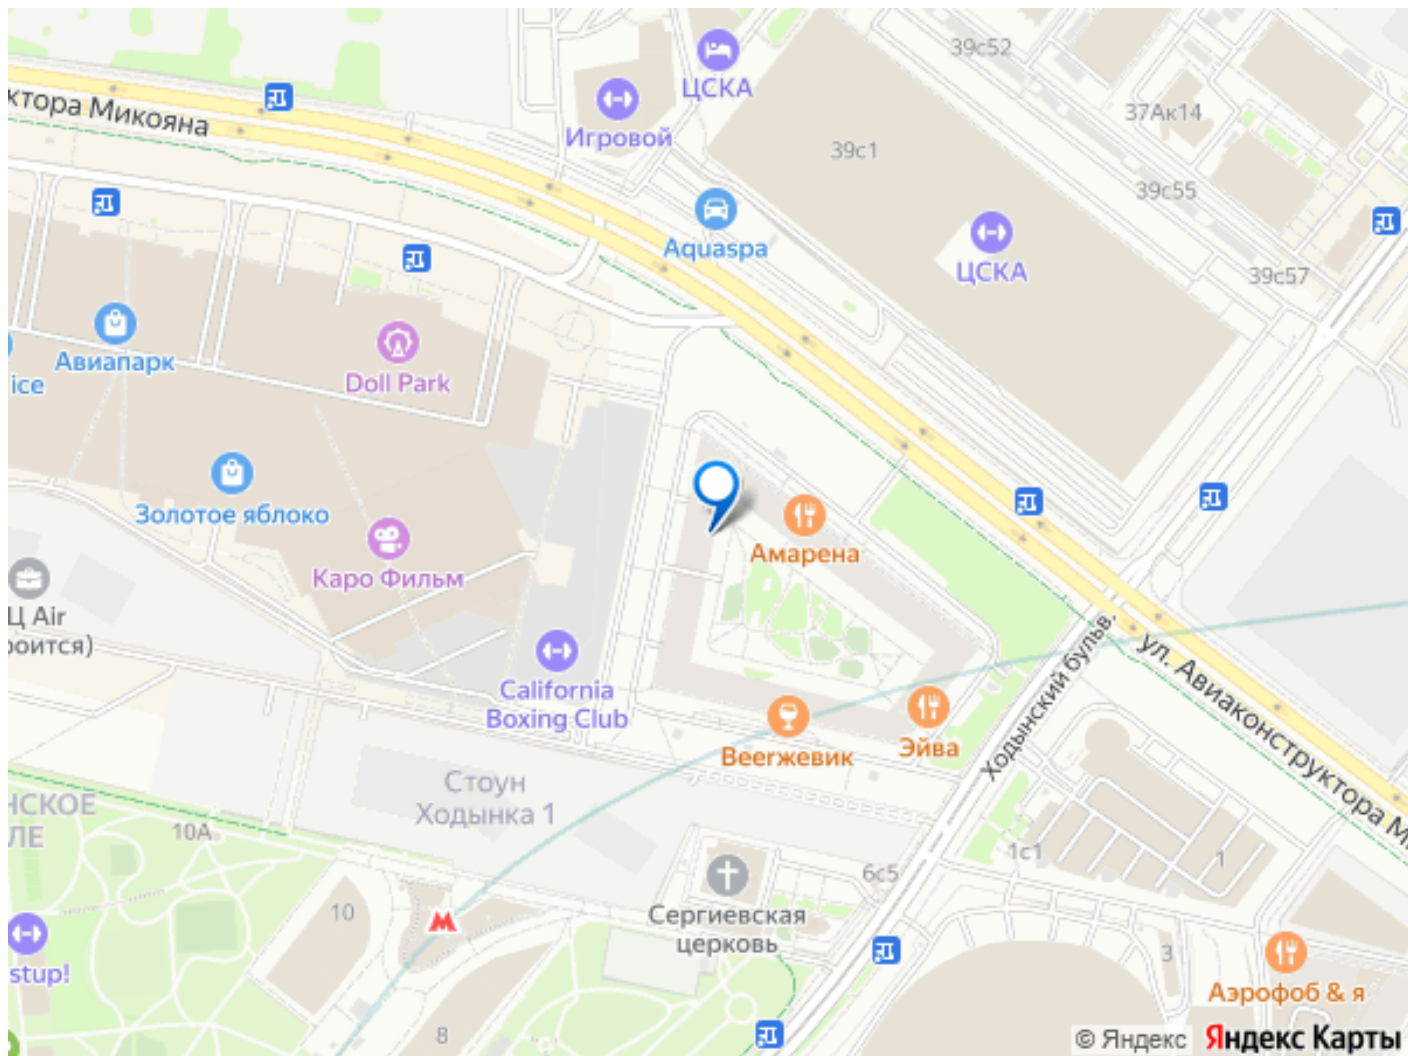 39с52
ЦСКА
37Ак14
ктора Микояна
Игровой
39с1
39с55
Aquaspa
ЦСКА
39с57
Авиапарк
Doll Park
ice
Золотое яблоко
Амарена
Каро Фильм
Ц Air
роится)
Ходынский бульв.
ул. Авиаконструктора М
California
Boxing Club
Веержевик
Эйва
Стоун
Ходынка 1
НСКОЕ
ЛЕ
10А
1с1
1
6с5
10
Сергиевская
церковь
3
stup!
Аэрофоб & я
8
© Яндекс
Яндекс Карты